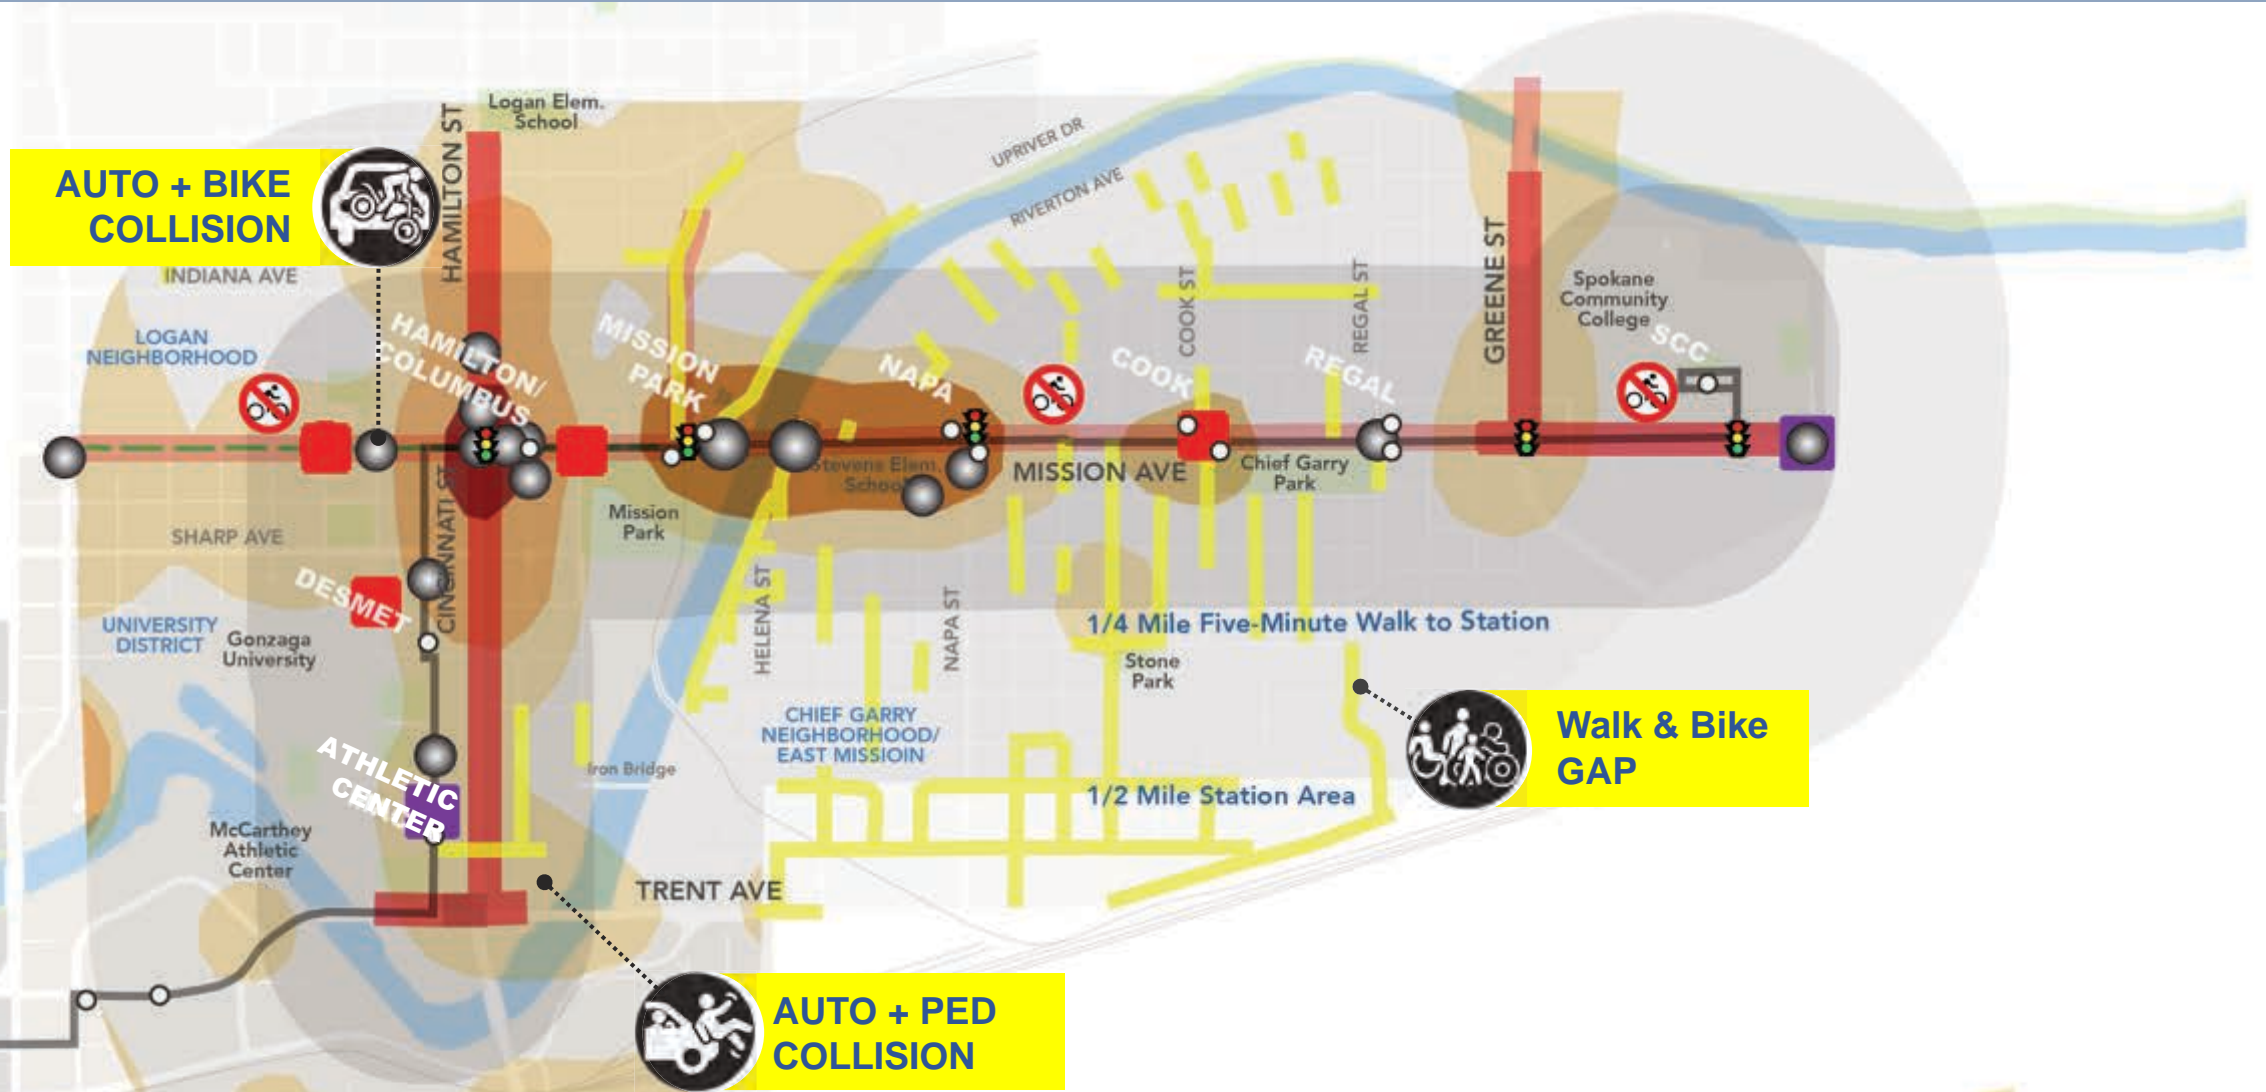 Logan Elem.
School
HAMILTON ST
AUTO + BIKE
COLLISION
INDIANA AVE
LOGAN
NEIGHBORHOOD
HAMILTON/
COLUMBUS
MISSION
PARK
UPRIVER DR
RIVERTON AVE
NAPA
COOK ST
COOK
REGAL ST
REGAL
GREENE ST
Spokane
Community
College
SCC
Stevens Elem.
School
MISSION AVE
Chief Garry
Park
Mission
Park
SHARP AVE
CINCINNATI ST
DESMET
UNIVERSITY
DISTRICT
Gonzaga
University
HELENA ST
NAPA ST
1/4 Mile Five-Minute Walk to Station
Stone
Park
CHIEF GARRY
NEIGHBORHOOD/
EAST MISSIOIN
Walk & Bike
GAP
ATHLETIC
CENTER
Iron Bridge
1/2 Mile Station Area
McCarthey
Athletic
Center
TRENT AVE
AUTO + PED
COLLISION